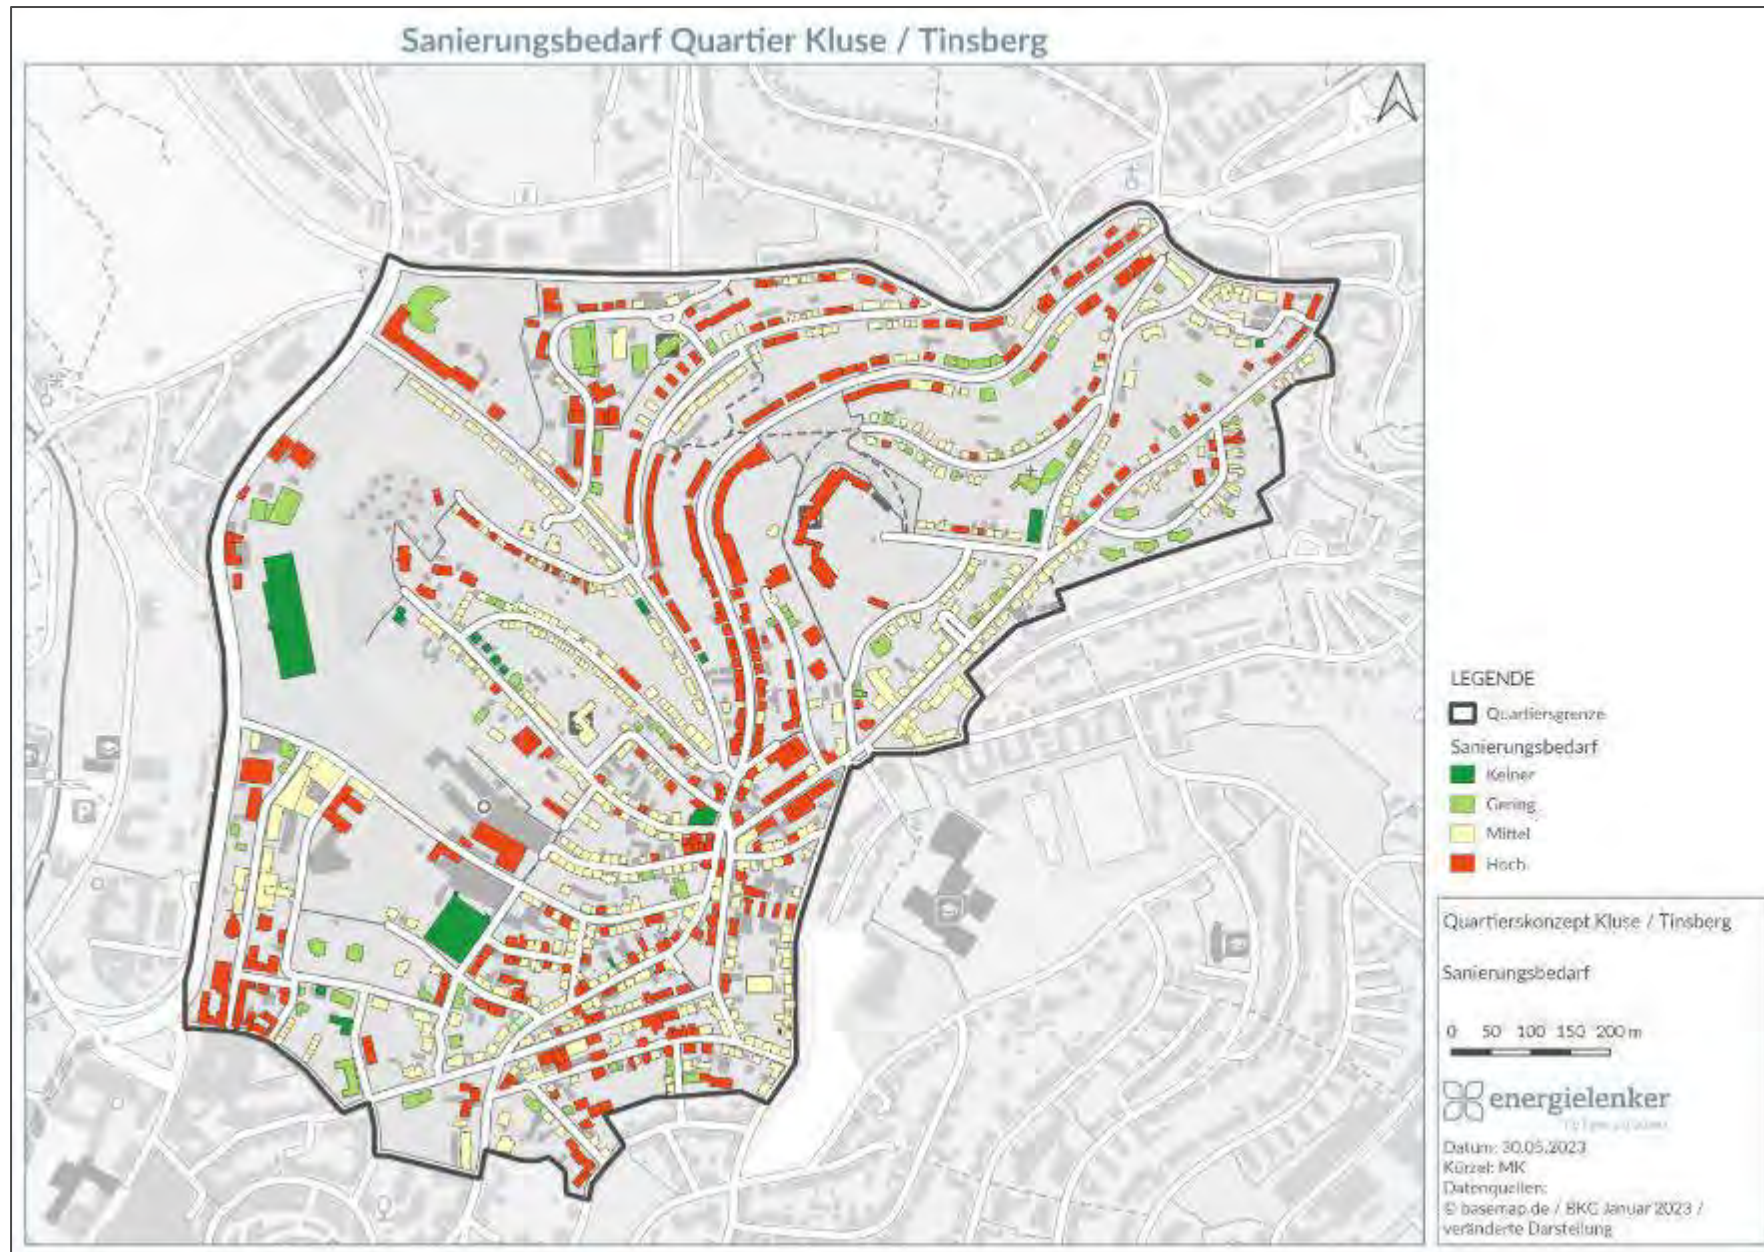 Sanierungsbedarf Quartier Kluse / Tinsberg
LEGENDE
Quartiersgrenze
Sanierungsbedarf
Keiner
Gering
Mittel
Hoch
Quartierskonzept Kluse / Tinsberg
Sanierungsbedarf
0 50 100 150 200 m
energielenker
Datum: 30.05.2023
Kürzel: MK
Datenquellen:
© basemap.de / BKG Januar 2023 /
veränderte Darstellung